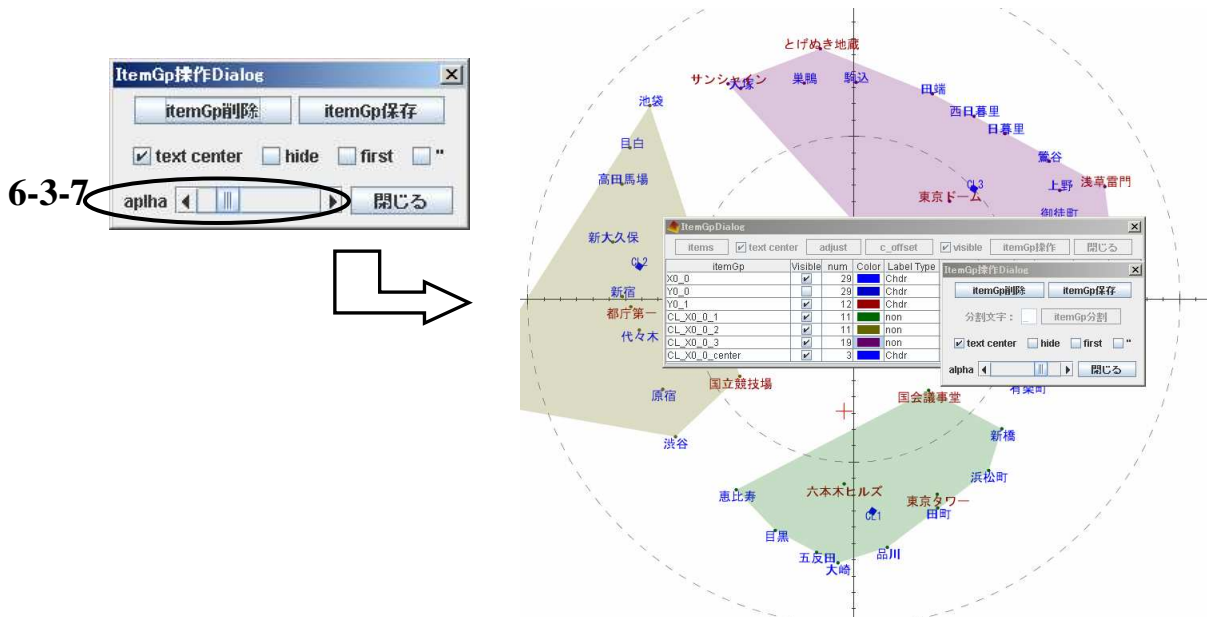 ItemGp操作Dialog
itemGp削除 itemGp保存
text center hide first "
6-3-7
aplha 閉じる
とげぬき地蔵
サンシャイン
大塚
巣鴨
駒込
田端
西日暮里
日暮里
鶯谷
上野
浅草雷門
CL3
東京ドーム
御徒町
池袋
目白
高田馬場
新大久保
CL2
新宿
都庁第一
代々木
原宿
国立競技場
渋谷
ItemGpDialog
items text center adjust c_offset visible itemGp操作 閉じる
itemGp Visible num Color Label Type
X0_0 29 Chdr
Y0_0 29 Chdr
Y0_1 12 Chdr
CL_X0_0_1 11 non
CL_X0_0_2 11 non
CL_X0_0_3 19 non
CL_X0_0_center 3 Chdr
ItemGp操作Dialog
itemGp削除 itemGp保存
分割文字： _ itemGp分割
text center hide first "
alpha 閉じる
有楽町
国会議事堂
新橋
浜松町
六本木ヒルズ
東京タワー
田町
CL1
恵比寿
目黒
五反田
大崎
品川